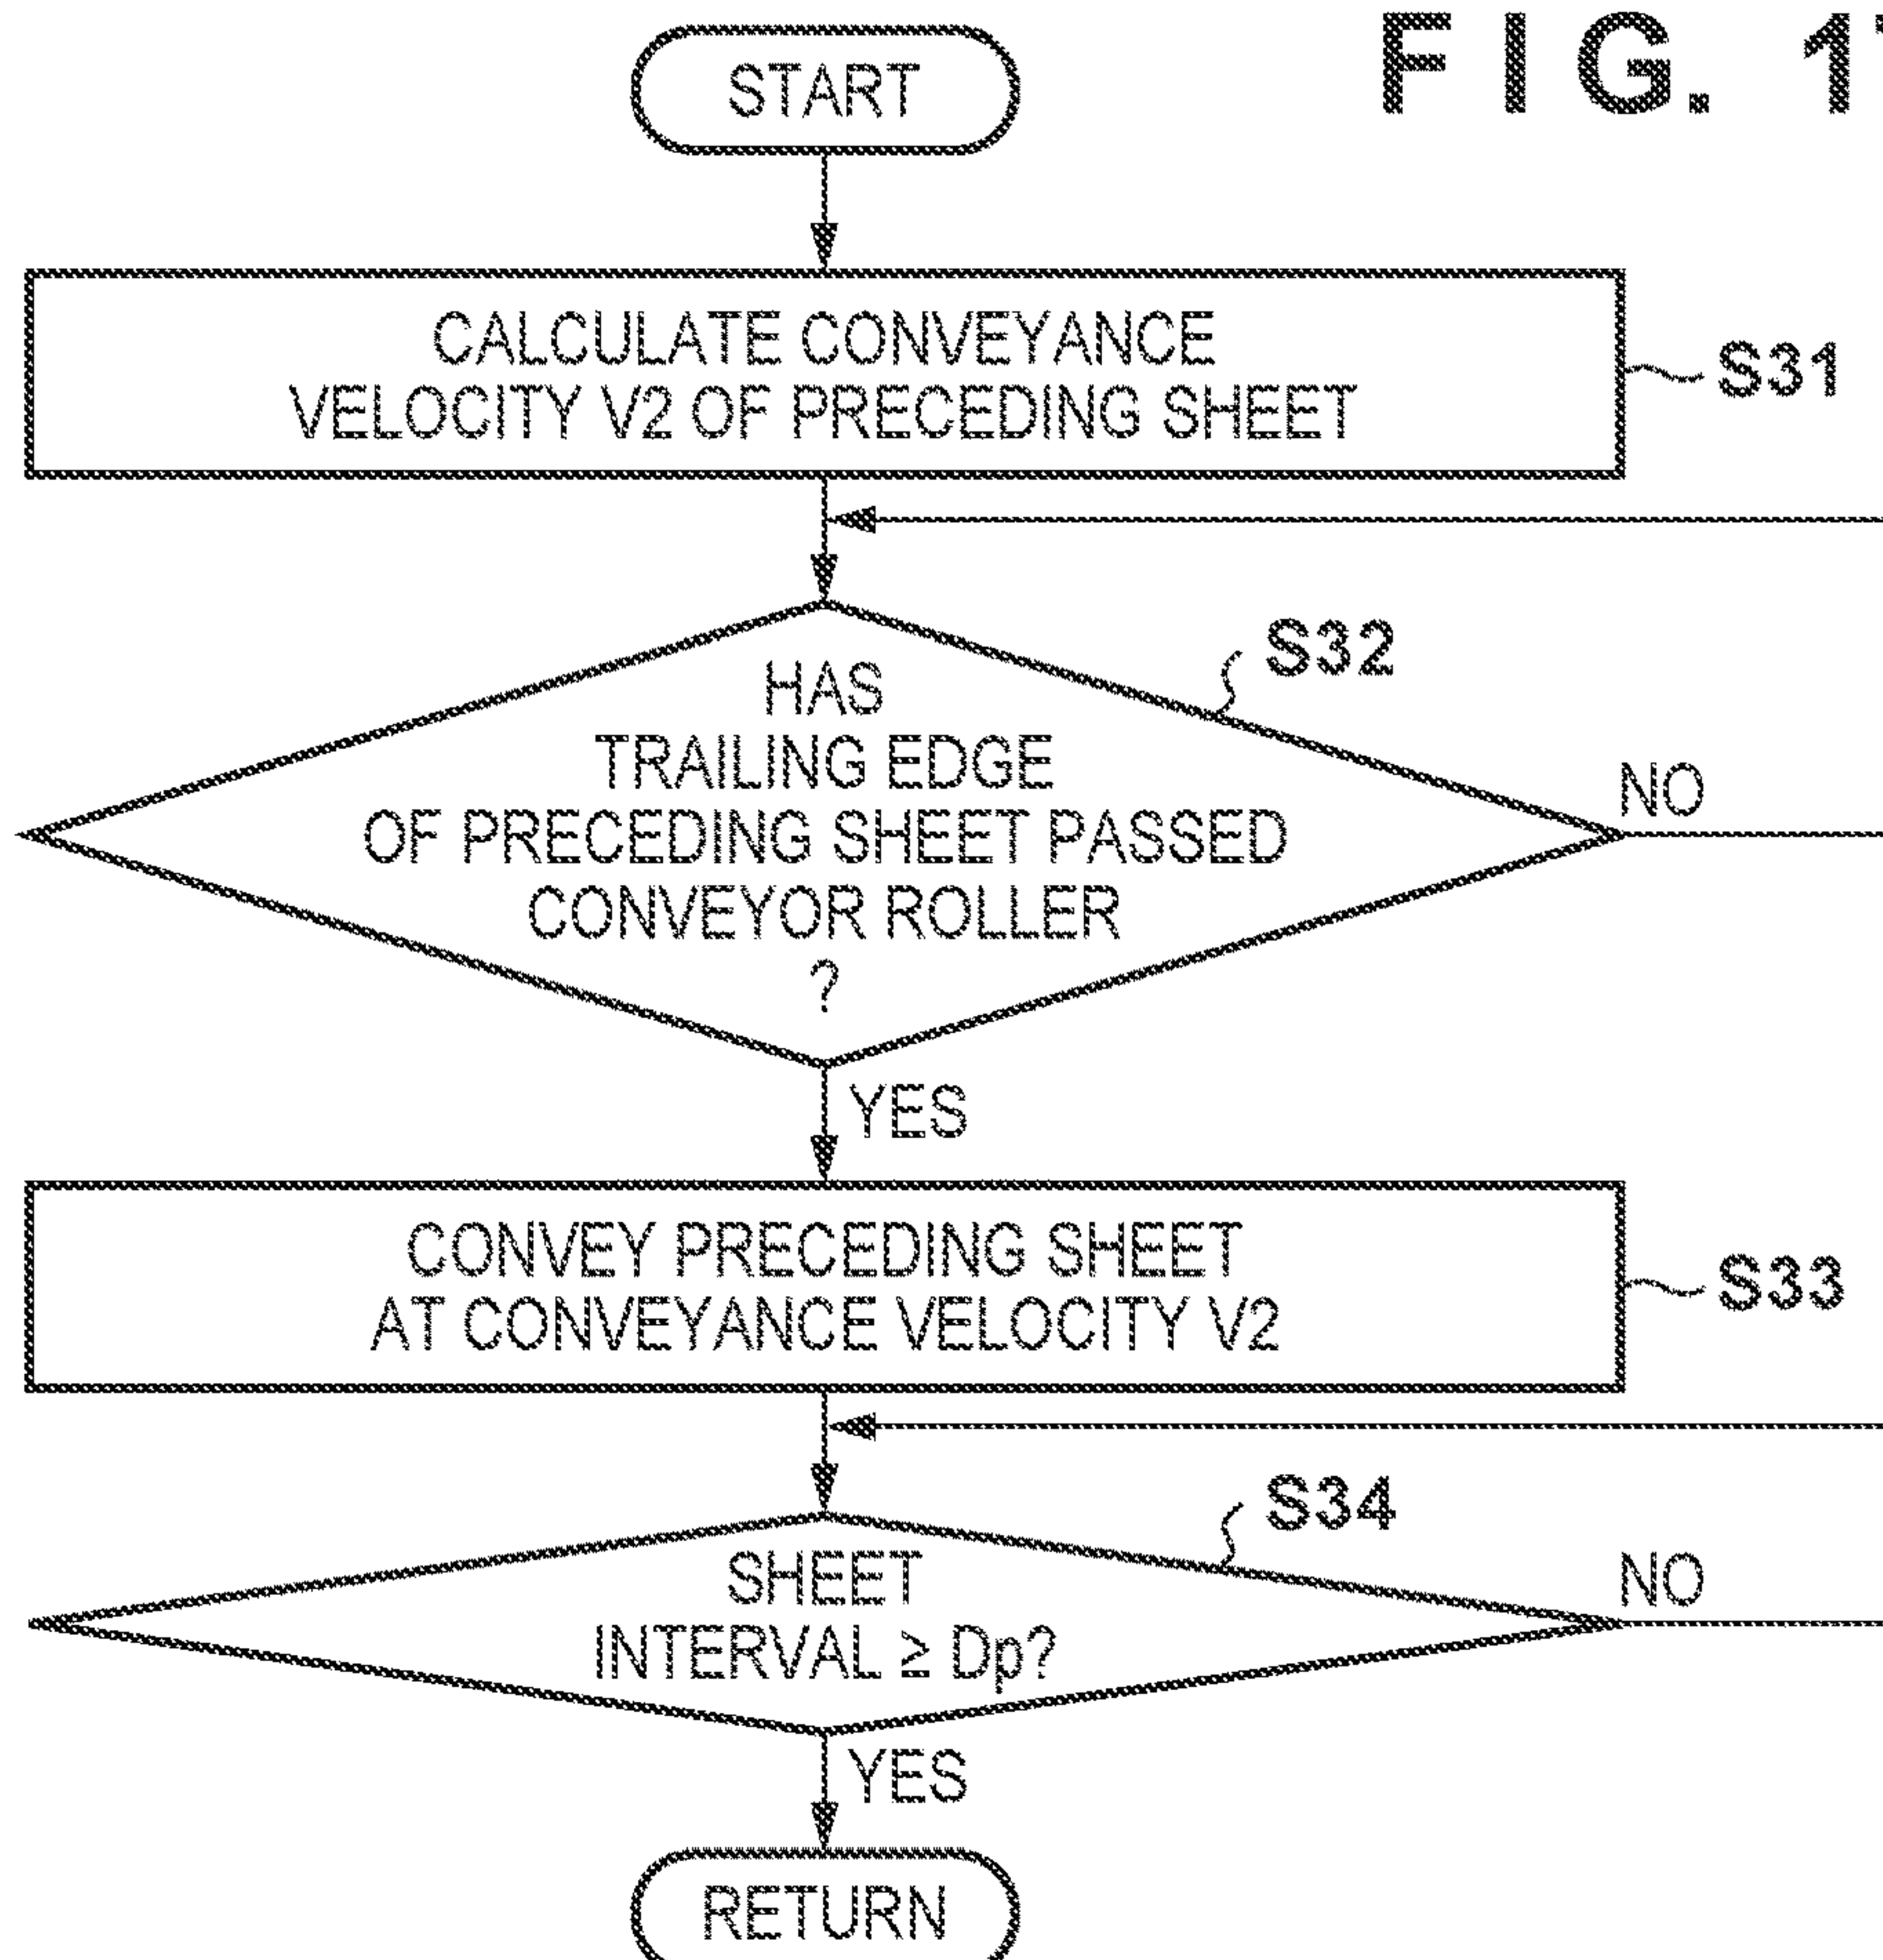 FIG. 1
START
CALCULATE CONVEYANCE
VELOCITY V2 OF PRECEDING SHEET
S31
S32
HAS
TRAILING EDGE
OF PRECEDING SHEET PASSED
CONVEYOR ROLLER
?
NO
YES
CONVEY PRECEDING SHEET
AT CONVEYANCE VELOCITY V2
S33
S34
SHEET
INTERVAL ≥ Dp?
NO
YES
RETURN